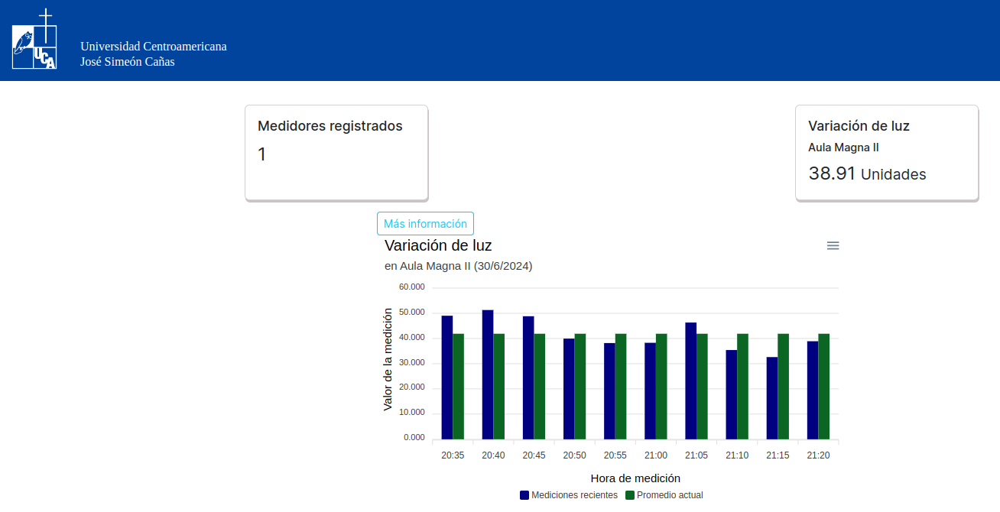 UCA
Universidad Centroamericana
José Simeón Cañas
Medidores registrados
1
Variación de luz
Aula Magna II
38.91 Unidades
Más información
Variación de luz
en Aula Magna II (30/6/2024)
Valor de la medición
60.000
50.000
40.000
30.000
20.000
10.000
0.000
20:35 20:40 20:45 20:50 20:55 21:00 21:05 21:10 21:15 21:20
Hora de medición
Mediciones recientes Promedio actual